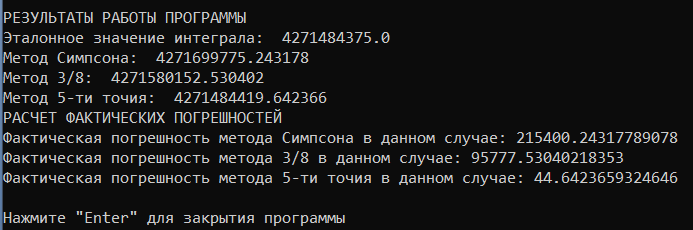 РЕЗУЛЬТАТЫ РАБОТЫ ПРОГРАММЫ
Эталонное значение интеграла:  4271484375.0
Метод Симпсона:  4271699775.243178
Метод 3/8:  4271580152.530402
Метод 5-ти точия:  4271484419.642366
РАСЧЕТ ФАКТИЧЕСКИХ ПОГРЕШНОСТЕЙ
Фактическая погрешность метода Симпсона в данном случае: 215400.24317789078
Фактическая погрешность метода 3/8 в данном случае: 95777.53040218353
Фактическая погрешность метода 5-ти точия в данном случае: 44.6423659324646
Нажмите "Enter" для закрытия программы